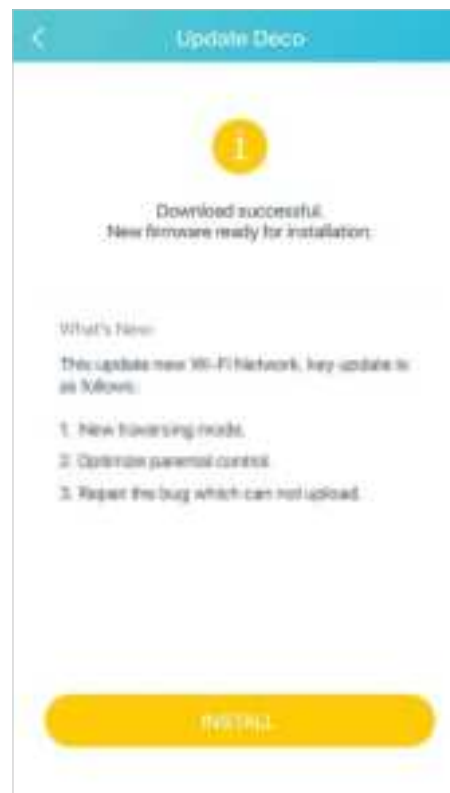 Update Deco
1
Download successful.
New firmware ready for installation.
What's New:
This update new Wi-Fi Network, key update is
as follows:
1. New traversing mode.
2. Optimize parental control.
3. Repair the bug which can not upload.
INSTALL